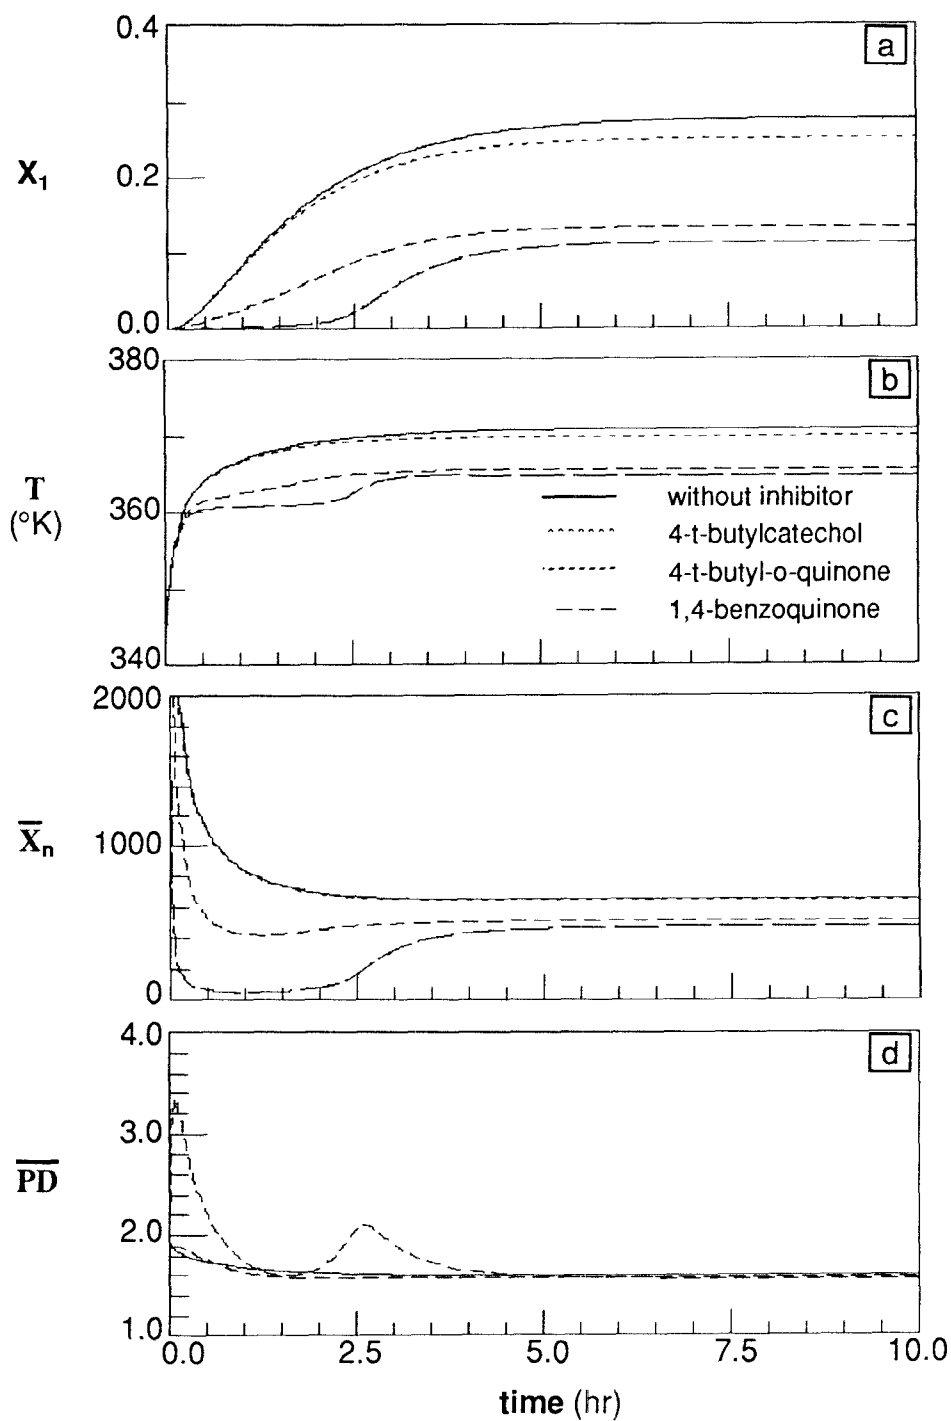 0.4
a
X₁
0.2
0.0
380
b
T
(°K)
360
without inhibitor
4-t-butylcatechol
4-t-butyl-o-quinone
1,4-benzoquinone
340
2000
c
X̅n
1000
0
4.0
d
3.0
P̅D̅
2.0
1.0
0.0 2.5 5.0 7.5 10.0
time (hr)